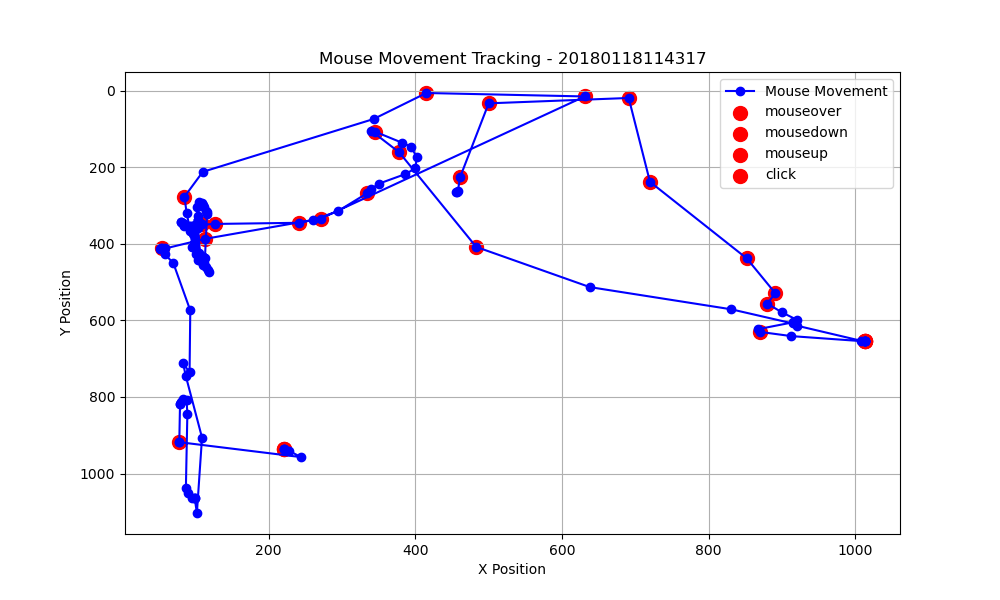 Mouse Movement Tracking - 20180118114317
Mouse Movement
mouseover
mousedown
mouseup
click
0
200
400
600
800
1000
Y Position
200
400
600
800
1000
X Position